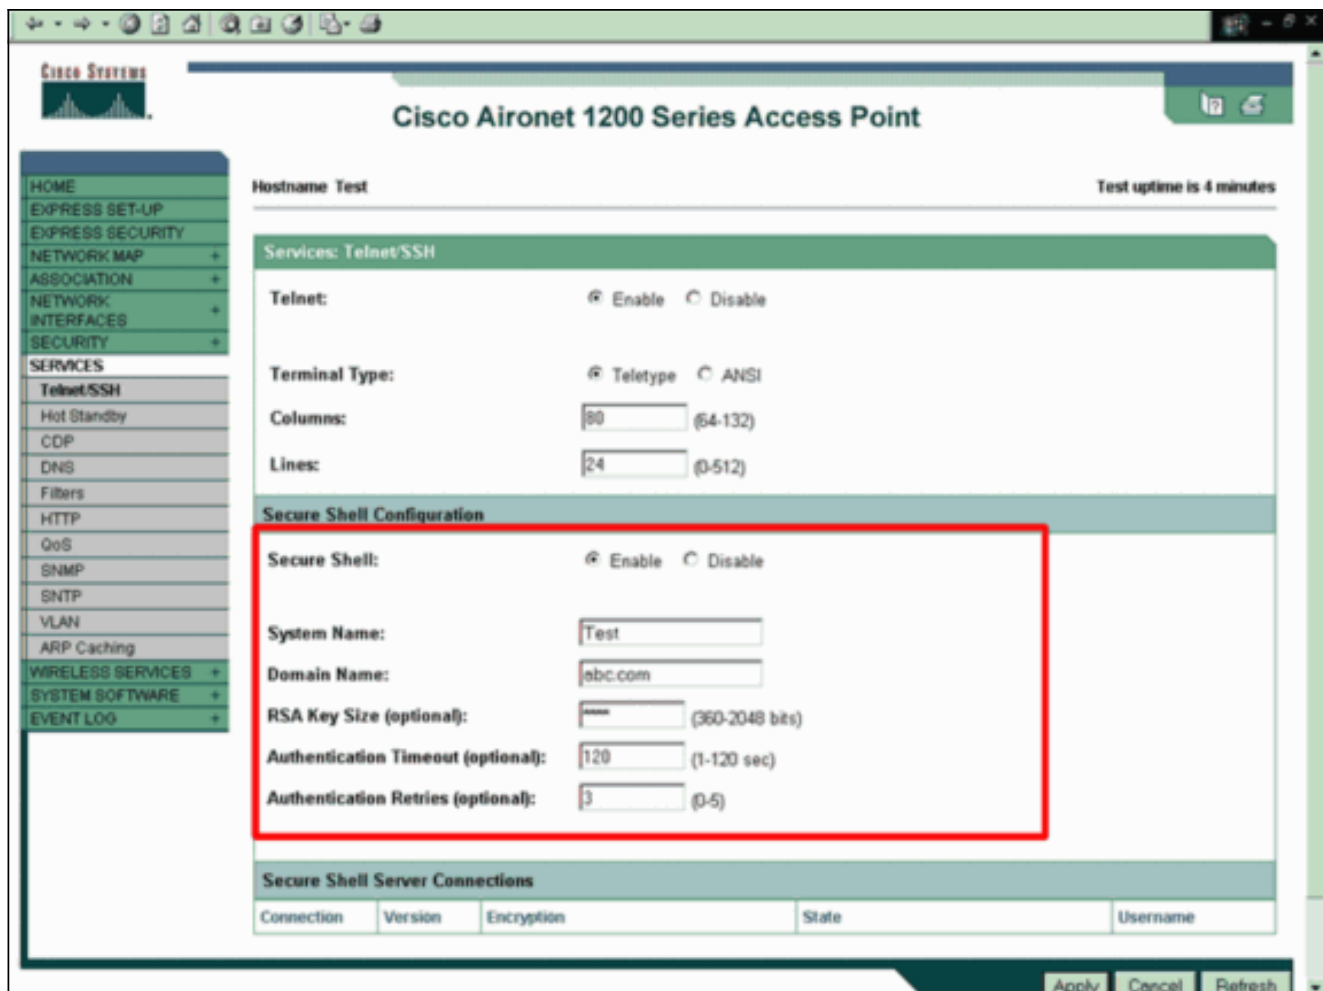 CISCO SYSTEMS
Cisco Aironet 1200 Series Access Point
HOME
EXPRESS SET-UP
EXPRESS SECURITY
NETWORK MAP +
ASSOCIATION +
NETWORK
INTERFACES +
SECURITY +
SERVICES
Telnet/SSH
Hot Standby
CDP
DNS
Filters
HTTP
QoS
SNMP
SNTP
VLAN
ARP Caching
WIRELESS SERVICES +
SYSTEM SOFTWARE +
EVENT LOG +
Hostname Test
Test uptime is 4 minutes
Services: Telnet/SSH
Telnet: Enable Disable
Terminal Type: Teletype ANSI
Columns: 80 (64-132)
Lines: 24 (0-512)
Secure Shell Configuration
Secure Shell: Enable Disable
System Name: Test
Domain Name: abc.com
RSA Key Size (optional): **** (360-2048 bits)
Authentication Timeout (optional): 120 (1-120 sec)
Authentication Retries (optional): 3 (0-5)
Secure Shell Server Connections
Connection Version Encryption State Username
Apply Cancel Refresh